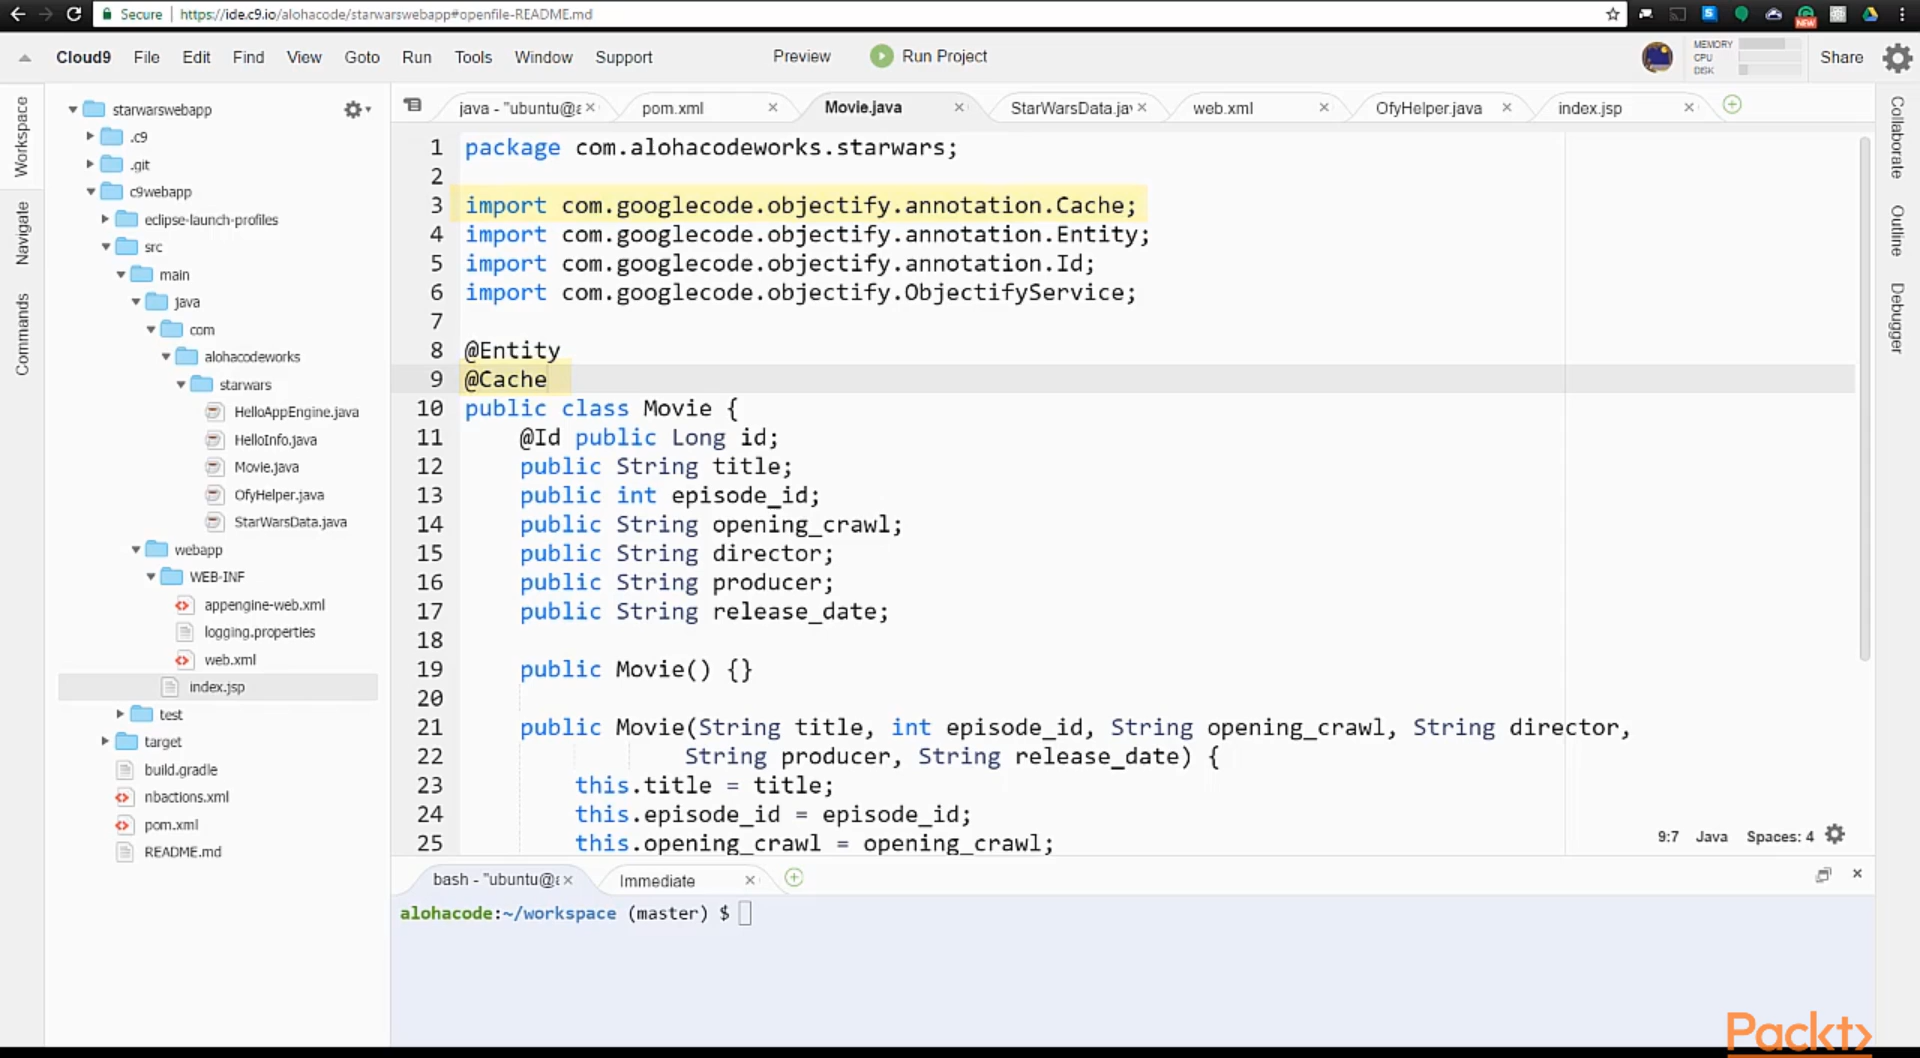 Secure https://ide.c9.io/alohacode/starwarswebapp#openfile-README.md
NEW
Cloud9 File Edit Find View Goto Run Tools Window Support Preview Run Project MEMORY CPU DISK Share
Workspace
Navigate
Commands
starwarswebapp
.c9
.git
c9webapp
eclipse-launch-profiles
src
main
java
com
alohacodeworks
starwars
HelloAppEngine.java
HelloInfo.java
Movie.java
OfyHelper.java
StarWarsData.java
webapp
WEB-INF
appengine-web.xml
logging.properties
web.xml
index.jsp
test
target
build.gradle
nbactions.xml
pom.xml
README.md
java - "ubuntu@a × pom.xml × Movie.java × StarWarsData.jav × web.xml × OfyHelper.java × index.jsp ×
1 package com.alohacodeworks.starwars;
2
3 import com.googlecode.objectify.annotation.Cache;
4 import com.googlecode.objectify.annotation.Entity;
5 import com.googlecode.objectify.annotation.Id;
6 import com.googlecode.objectify.ObjectifyService;
7
8 @Entity
9 @Cache
10 public class Movie {
11 @Id public Long id;
12 public String title;
13 public int episode_id;
14 public String opening_crawl;
15 public String director;
16 public String producer;
17 public String release_date;
18
19 public Movie() {}
20
21 public Movie(String title, int episode_id, String opening_crawl, String director,
22 String producer, String release_date) {
23 this.title = title;
24 this.episode_id = episode_id;
25 this.opening_crawl = opening_crawl;
9:7 Java Spaces: 4
bash - "ubuntu@a × Immediate ×
alohacode:~/workspace (master) $
Collaborate
Outline
Debugger
Packt>